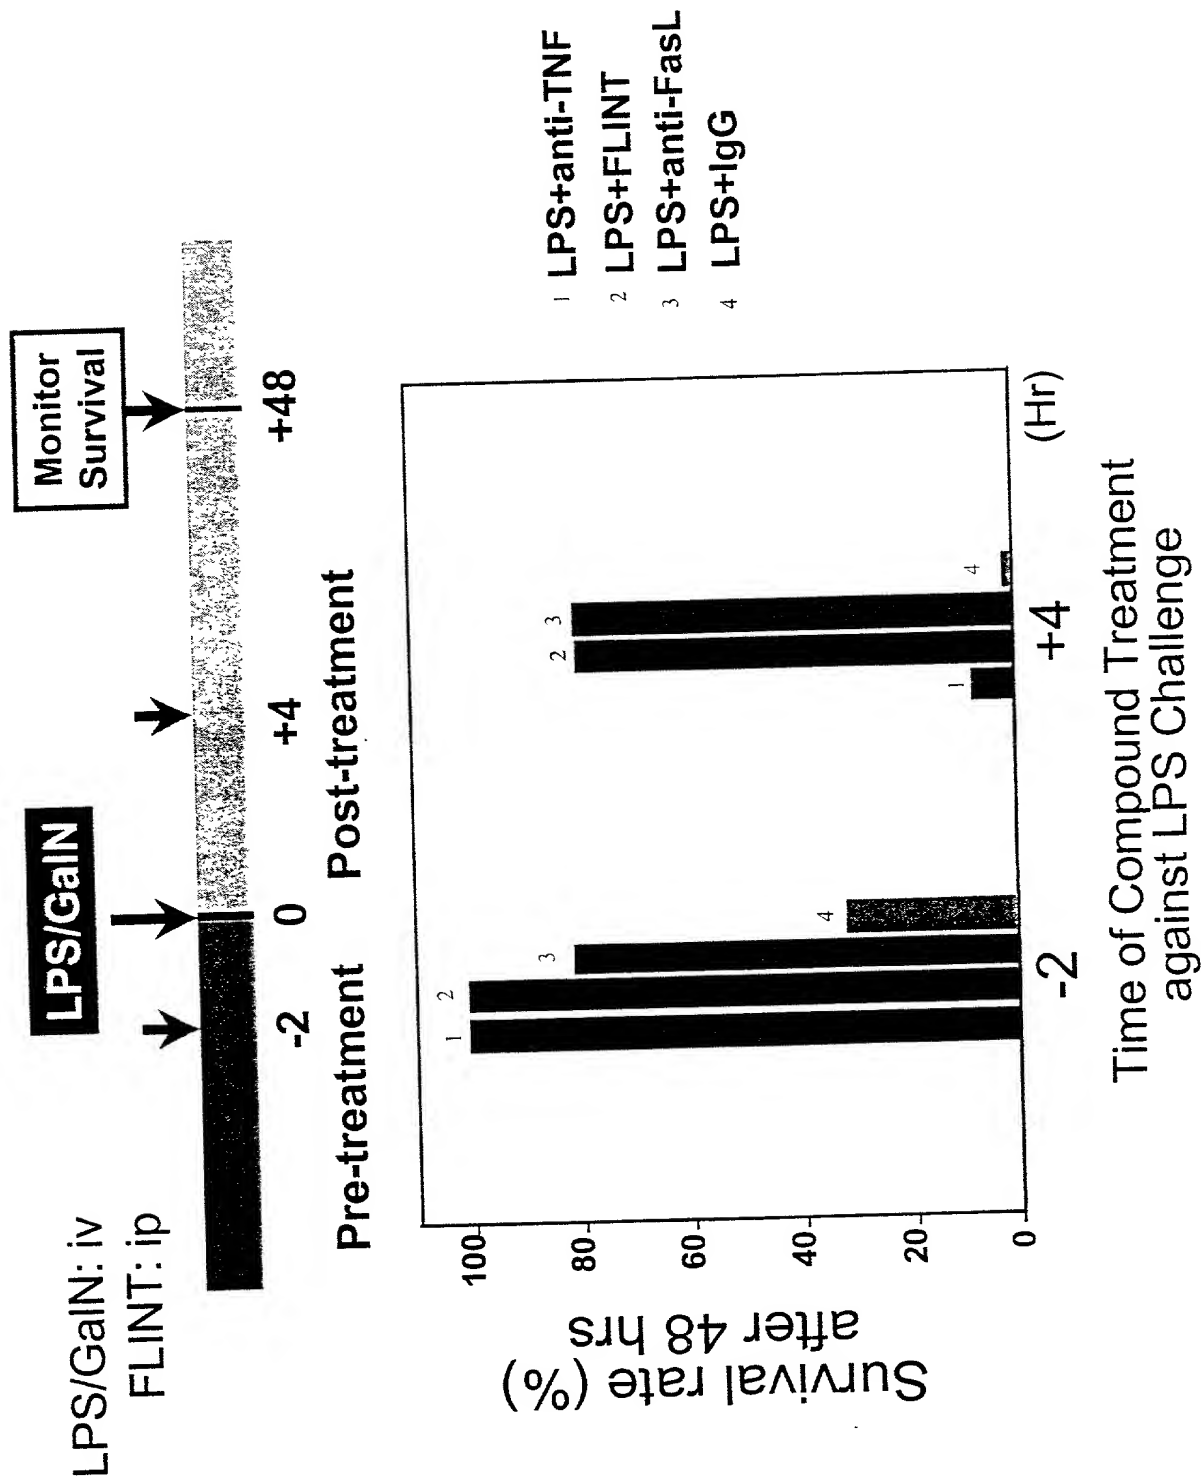 LPS/GalN: iv
FLINT: ip
LPS/GalN
Monitor
Survival
-2
0
+4
+48
Pre-treatment
Post-treatment
Survival rate (%)
after 48 hrs
100
80
60
40
20
0
1
2
3
4
1
2
3
4
-2
+4
(Hr)
Time of Compound Treatment
against LPS Challenge
1 LPS+anti-TNF
2 LPS+FLINT
3 LPS+anti-FasL
4 LPS+IgG